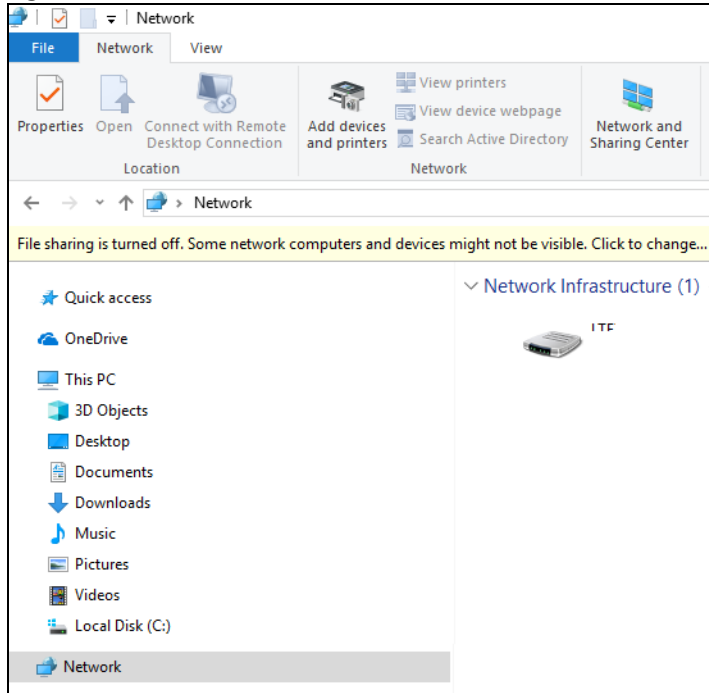 Network
File Network View
Properties Open Connect with Remote Desktop Connection Add devices and printers View printers
View device webpage
Search Active Directory
Network and Sharing Center
Location Network
Network
File sharing is turned off. Some network computers and devices might not be visible. Click to change...
Quick access
OneDrive
This PC
3D Objects
Desktop
Documents
Downloads
Music
Pictures
Videos
Local Disk (C:)
Network
Network Infrastructure (1)
LTE